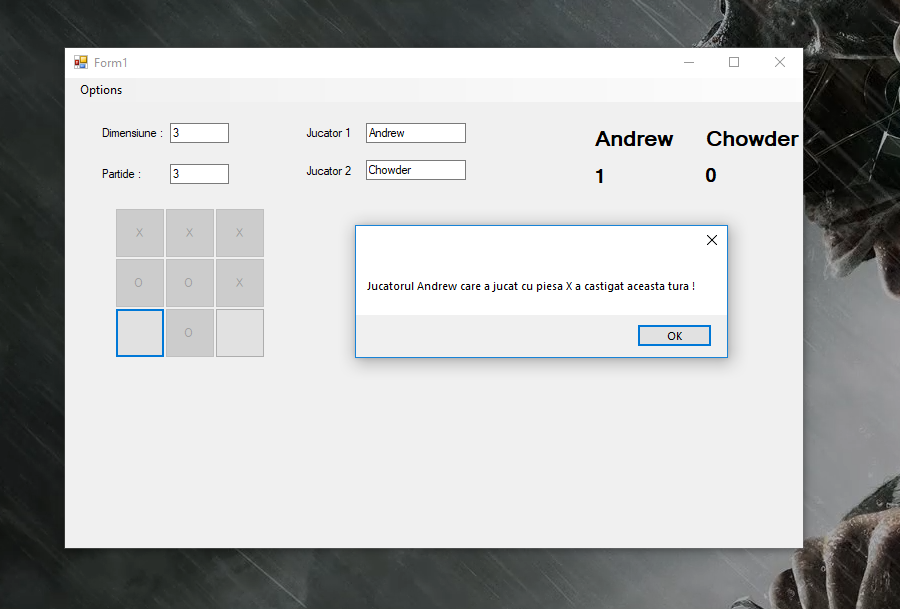 Form1
Options
Dimensiune : 3
Jucator 1 Andrew
Andrew Chowder
Partide : 3
Jucator 2 Chowder
1 0
X X X
O O X
O
Jucatorul Andrew care a jucat cu piesa X a castigat aceasta tura !
OK